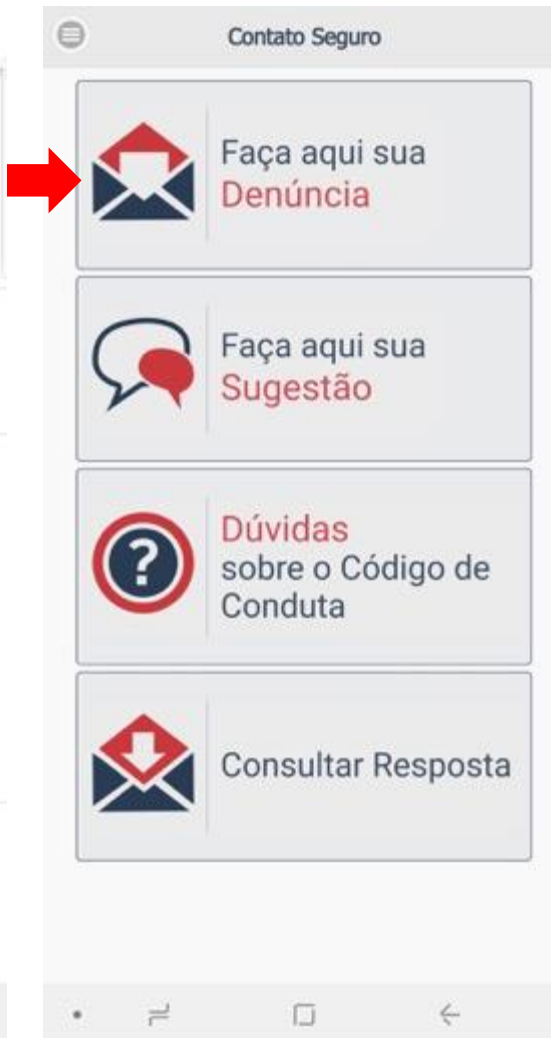 Contato Seguro
Faça aqui sua
Denúncia
Faça aqui sua
Sugestão
?
Dúvidas
sobre o Código de
Conduta
Consultar Resposta